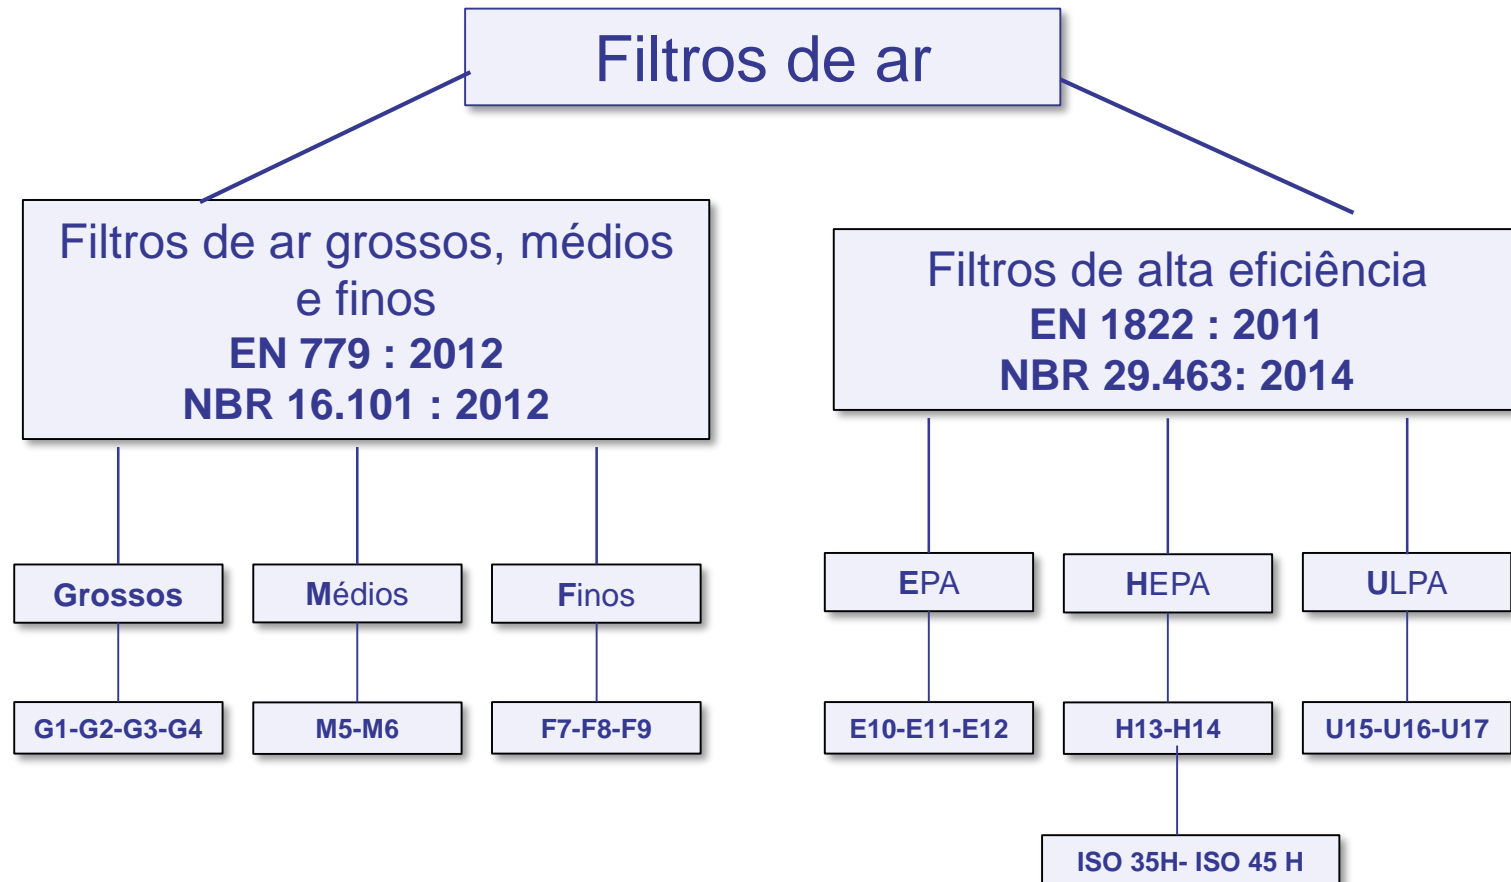 Filtros de ar
Filtros de ar grossos, médios
e finos
EN 779 : 2012
NBR 16.101 : 2012
Filtros de alta eficiência
EN 1822 : 2011
NBR 29.463: 2014
Grossos
Médios
Finos
EPA
HEPA
ULPA
G1-G2-G3-G4
M5-M6
F7-F8-F9
E10-E11-E12
H13-H14
U15-U16-U17
ISO 35H- ISO 45 H